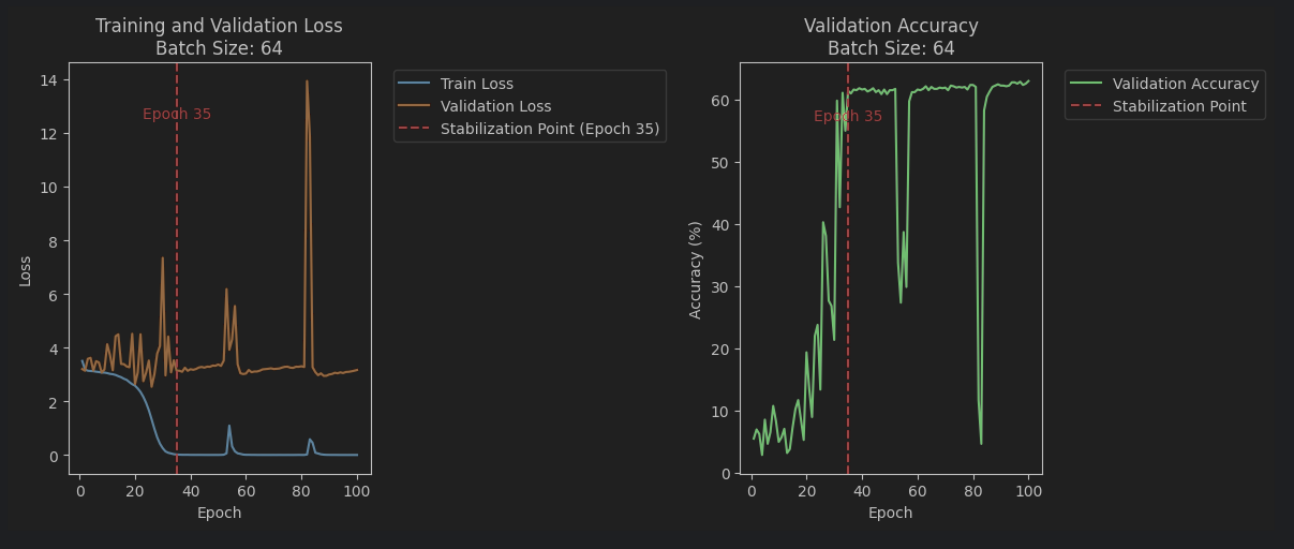 Training and Validation Loss
Batch Size: 64
14
12
10
8
6
4
2
0
Loss
0
20
40
60
80
100
Epoch
Epoch 35
Train Loss
Validation Loss
Stabilization Point (Epoch 35)
Validation Accuracy
Batch Size: 64
60
50
40
30
20
10
0
Accuracy (%)
0
20
40
60
80
100
Epoch
Epoch 35
Validation Accuracy
Stabilization Point